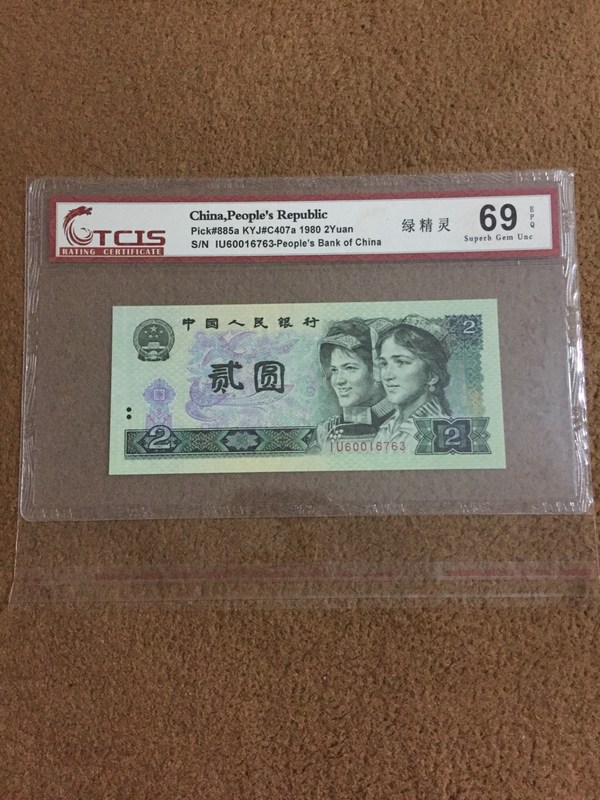 TCIS
RATING CERTIFICATE
China,People's Republic
Pick#885a KYJ#C407a 1980 2Yuan
S/N IU60016763-People's Bank of China
绿精灵
69
EPQ
Superb Gem Unc
中国人民银行
贰圆
2
2
2
IU60016763